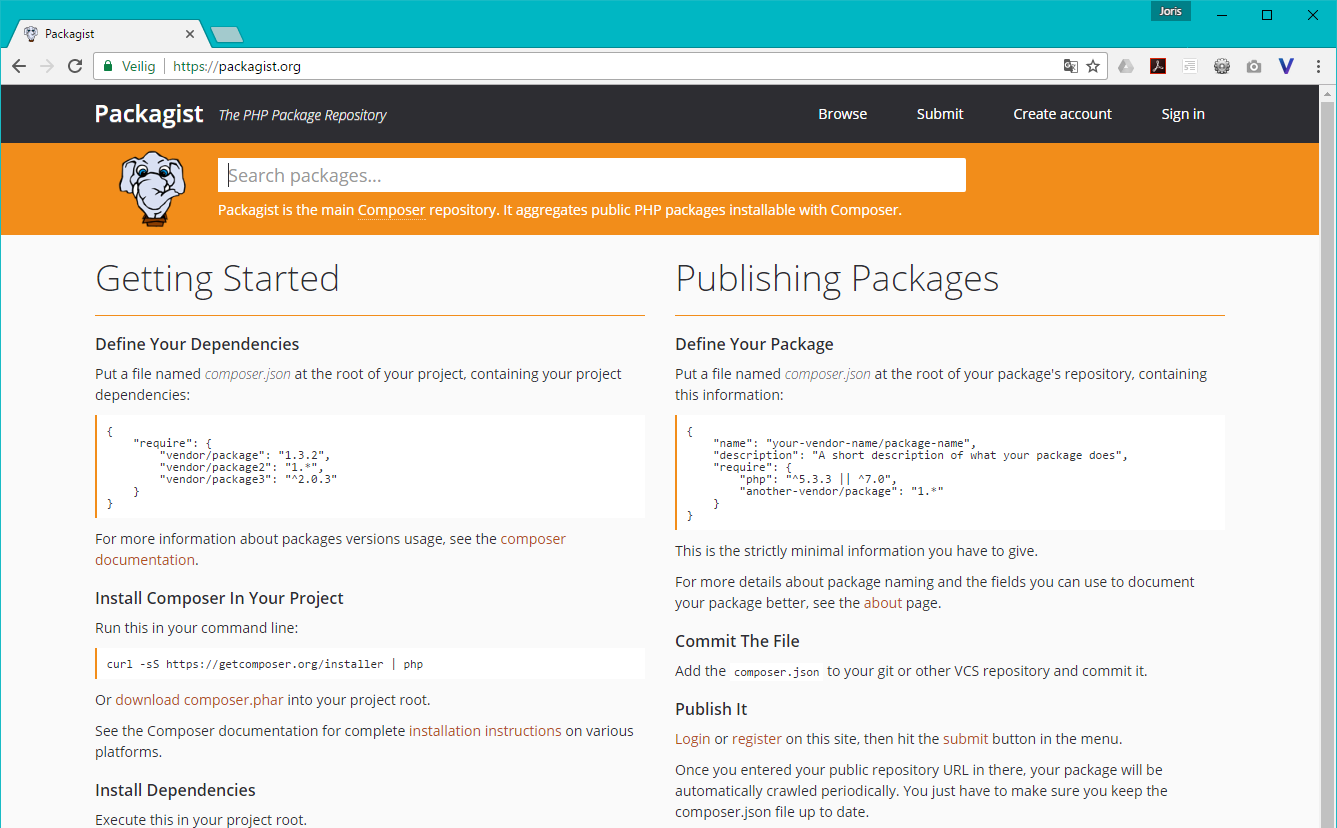 Joris
Packagist
Veilig https://packagist.org
Packagist The PHP Package Repository Browse Submit Create account Sign in
Search packages...
Packagist is the main Composer repository. It aggregates public PHP packages installable with Composer.
Getting Started
Define Your Dependencies
Put a file named composer.json at the root of your project, containing your project
dependencies:
{
    "require": {
        "vendor/package": "1.3.2",
        "vendor/package2": "1.*",
        "vendor/package3": "^2.0.3"
    }
}
For more information about packages versions usage, see the composer
documentation.
Install Composer In Your Project
Run this in your command line:
curl -sS https://getcomposer.org/installer | php
Or download composer.phar into your project root.
See the Composer documentation for complete installation instructions on various
platforms.
Install Dependencies
Execute this in your project root.
Publishing Packages
Define Your Package
Put a file named composer.json at the root of your package's repository, containing
this information:
{
    "name": "your-vendor-name/package-name",
    "description": "A short description of what your package does",
    "require": {
        "php": "^5.3.3 || ^7.0",
        "another-vendor/package": "1.*"
    }
}
This is the strictly minimal information you have to give.
For more details about package naming and the fields you can use to document
your package better, see the about page.
Commit The File
Add the composer.json to your git or other VCS repository and commit it.
Publish It
Login or register on this site, then hit the submit button in the menu.
Once you entered your public repository URL in there, your package will be
automatically crawled periodically. You just have to make sure you keep the
composer.json file up to date.